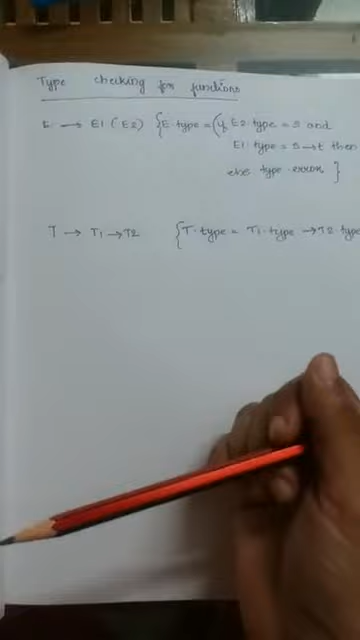 Type checking for functions
E → E1 ( E2 ) {E.type = (if E2.type = s and
E1.type = s → t then
else type.error }
T → T1 → T2 {T.type = T1.type → T2.type